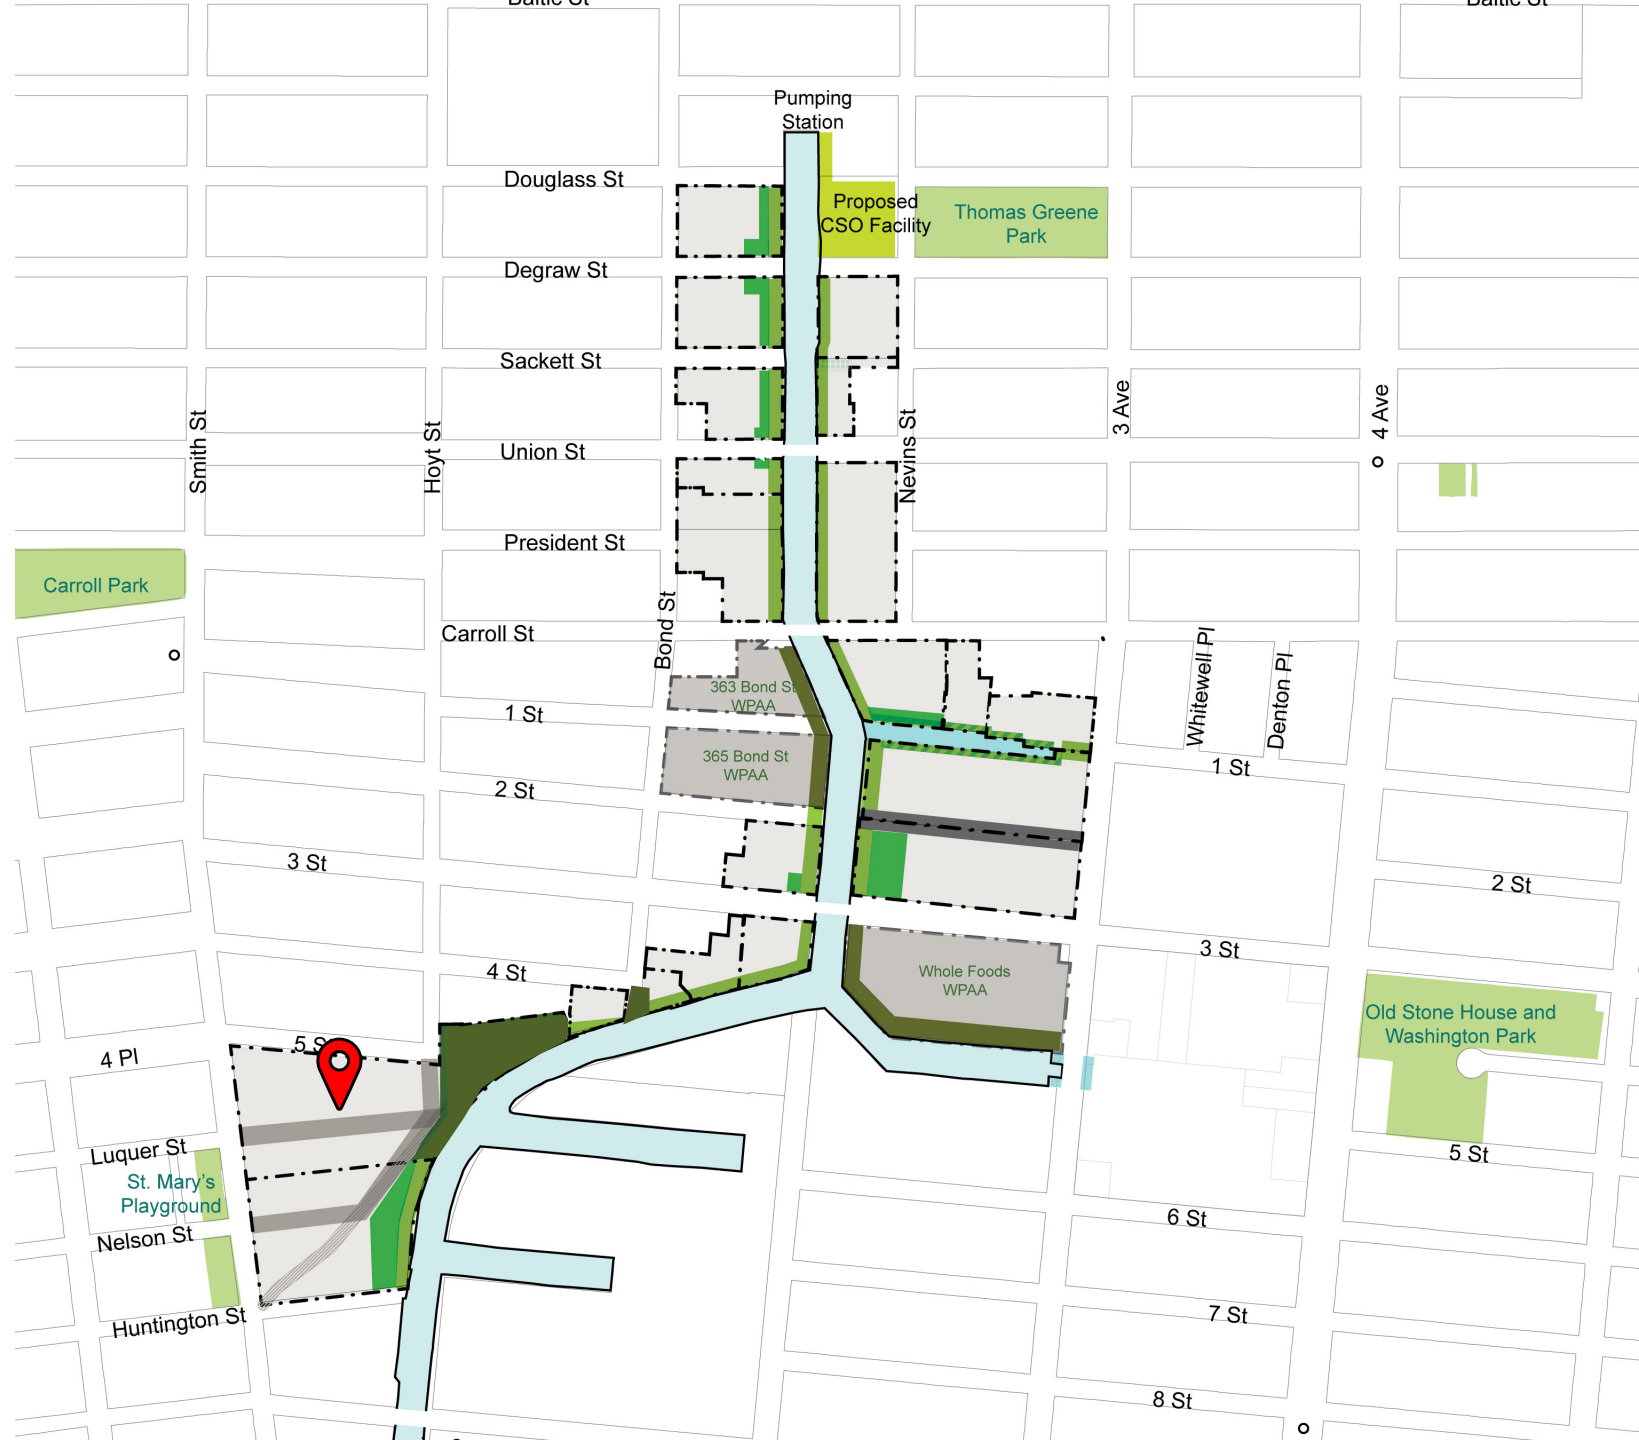 Baltic St
Baltic St
Pumping
Station
Douglass St
Proposed
CSO Facility
Thomas Greene
Park
Degraw St
Sackett St
Smith St
Hoyt St
Union St
Nevins St
3 Ave
4 Ave
President St
Carroll Park
Bond St
Carroll St
363 Bond St
WPAA
1 St
Whitewell Pl
Denton Pl
365 Bond St
WPAA
1 St
2 St
3 St
2 St
3 St
4 St
Whole Foods
WPAA
Old Stone House and
Washington Park
5 S
4 Pl
Luquer St
5 St
St. Mary's
Playground
6 St
Nelson St
Huntington St
7 St
8 St